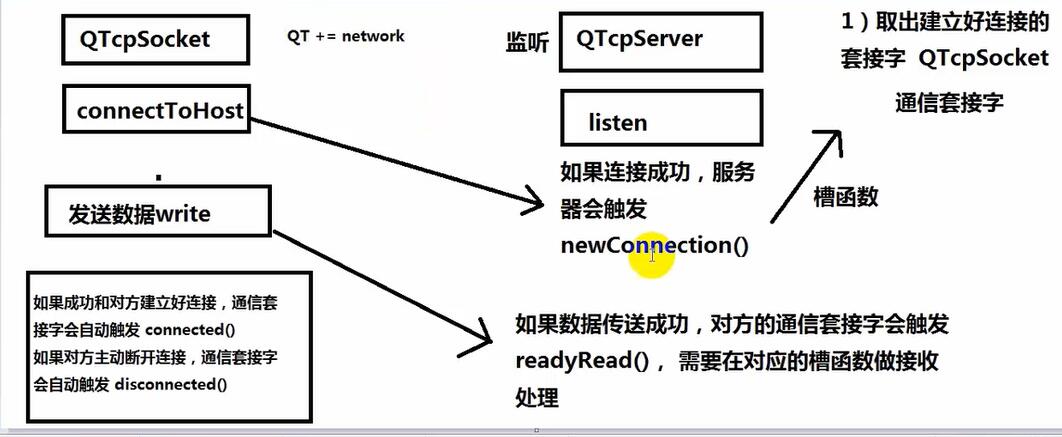 QTcpSocket
QT += network
connectToHost
发送数据write
如果成功和对方建立好连接，通信套
接字会自动触发 connected()
如果对方主动断开连接，通信套接字
会自动触发 disconnected()
监听
QTcpServer
listen
如果连接成功，服务
器会触发
newConnection()
槽函数
1）取出建立好连接的
套接字 QTcpSocket
通信套接字
如果数据传送成功，对方的通信套接字会触发
readyRead()， 需要在对应的槽函数做接收
处理